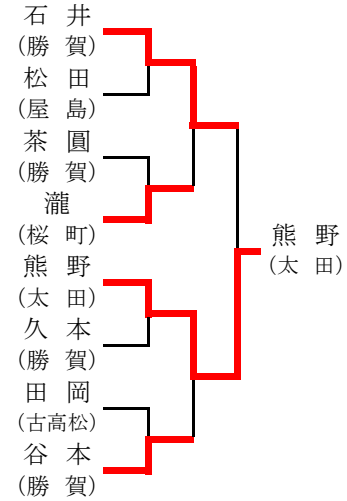 石 井
(勝 賀)
松 田
(屋 島)
茶 圓
(勝 賀)
瀧
(桜 町)
熊 野
(太 田)
久 本
(勝 賀)
田 岡
(古高松)
谷 本
(勝 賀)
熊 野
(太 田)